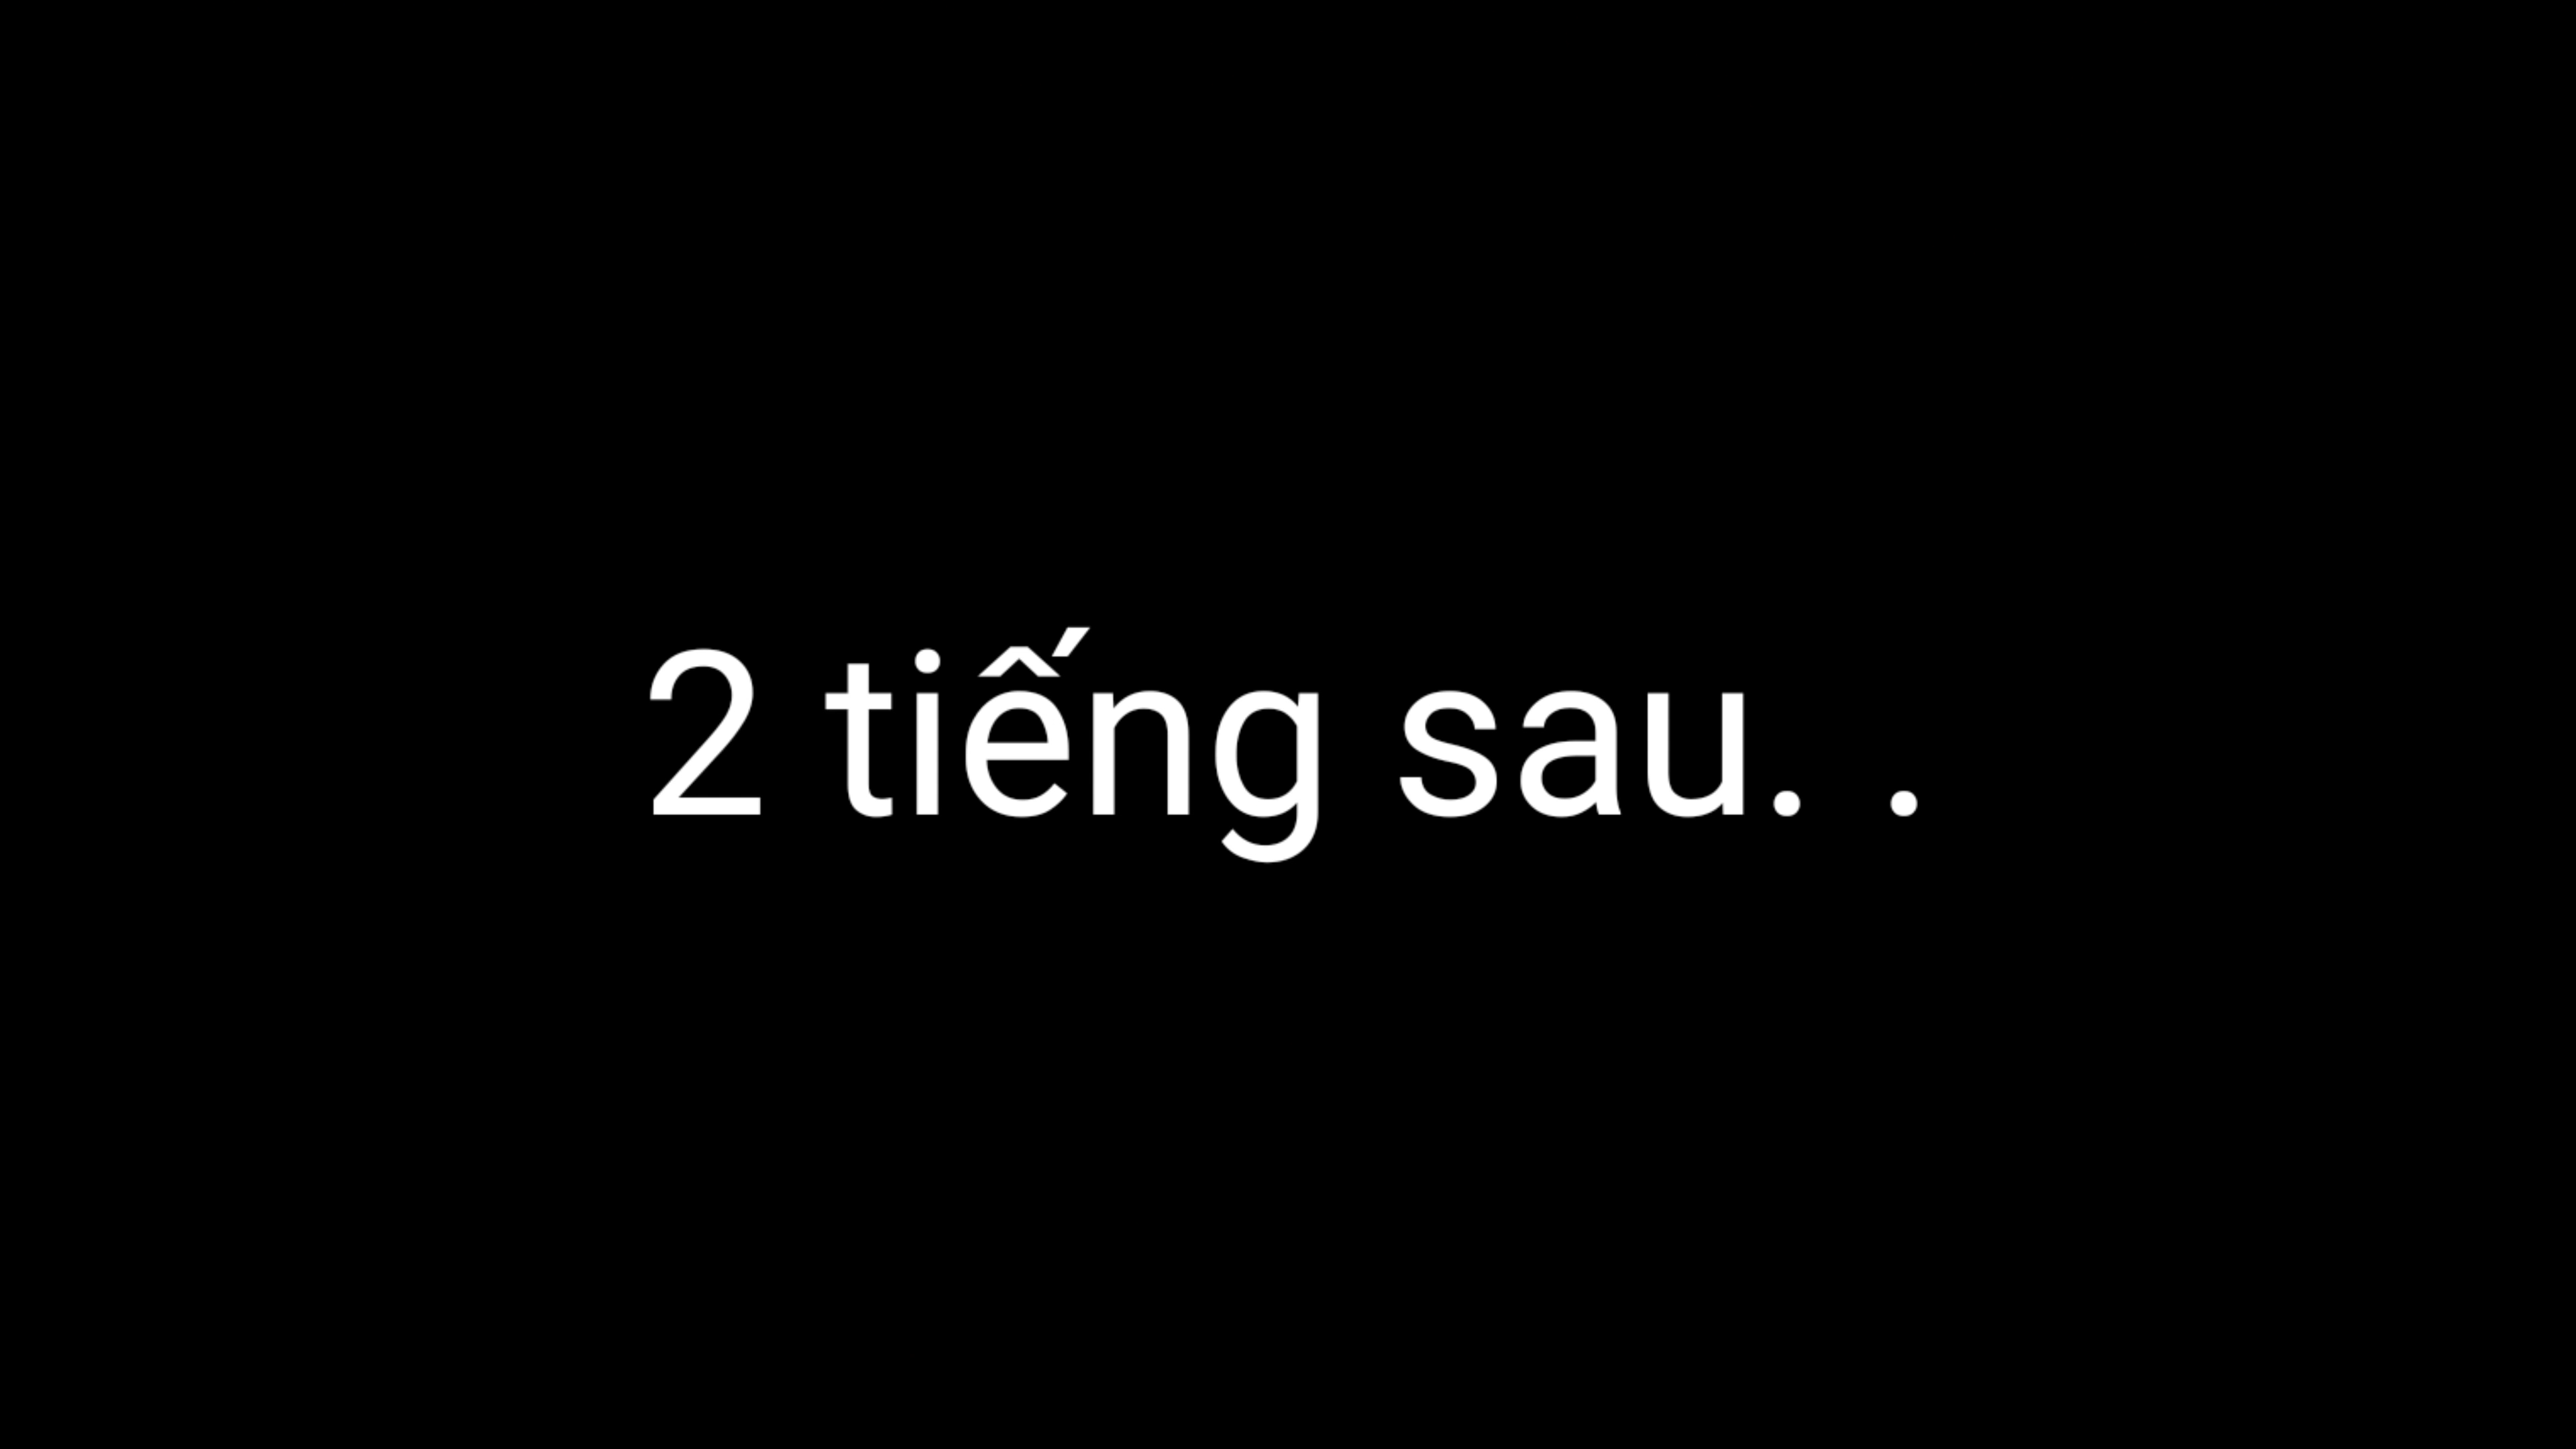 2 tiếng sau. .